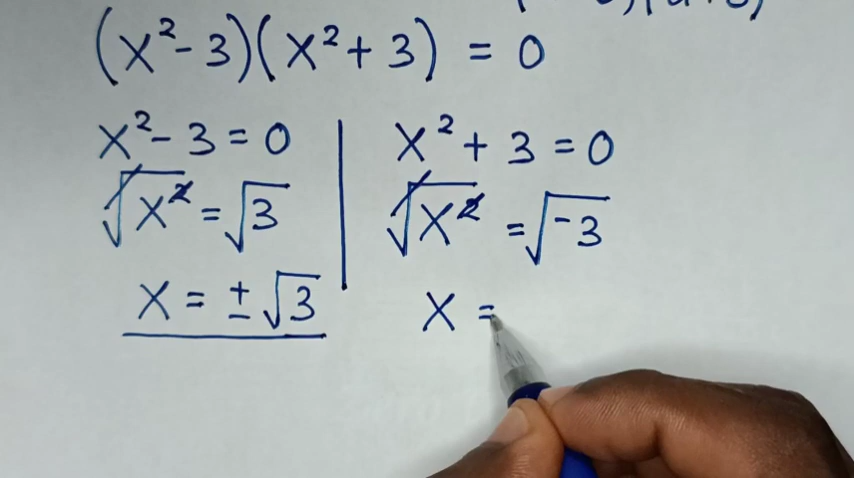 (x² - 3)(x² + 3) = 0
x² - 3 = 0
√x² = √3
x = ± √3
x² + 3 = 0
√x² = √-3
x =